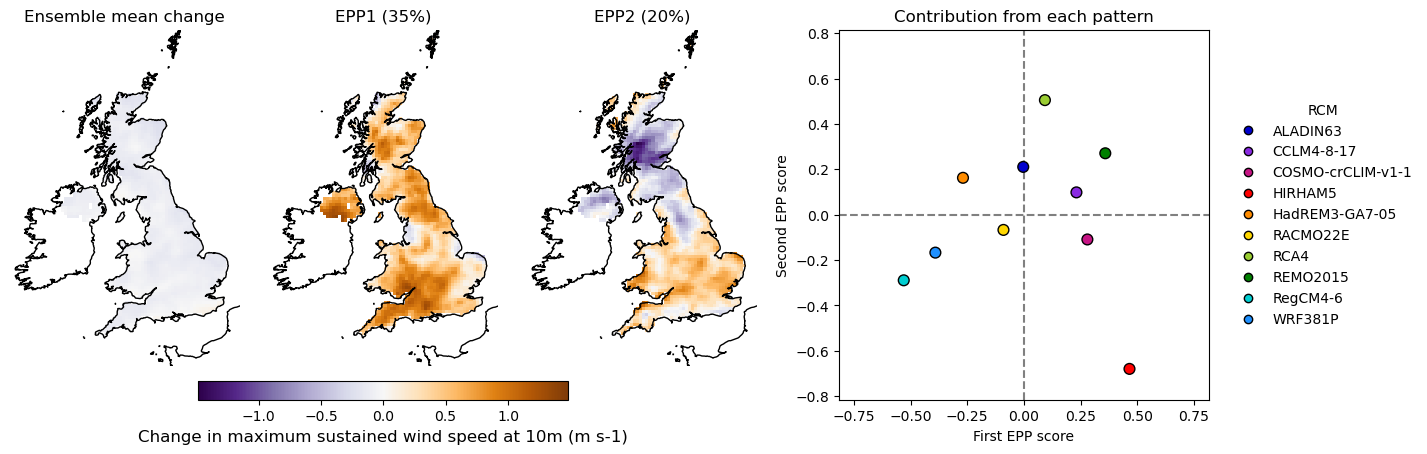 Ensemble mean change
EPP1 (35%)
EPP2 (20%)
Contribution from each pattern
0.8
0.6
0.4
0.2
0.0
−0.2
−0.4
−0.6
−0.8
Second EPP score
−0.75
−0.50
−0.25
0.00
0.25
0.50
0.75
First EPP score
RCM
ALADIN63
CCLM4-8-17
COSMO-crCLIM-v1-1
HIRHAM5
HadREM3-GA7-05
RACMO22E
RCA4
REMO2015
RegCM4-6
WRF381P
−1.0
−0.5
0.0
0.5
1.0
Change in maximum sustained wind speed at 10m (m s-1)